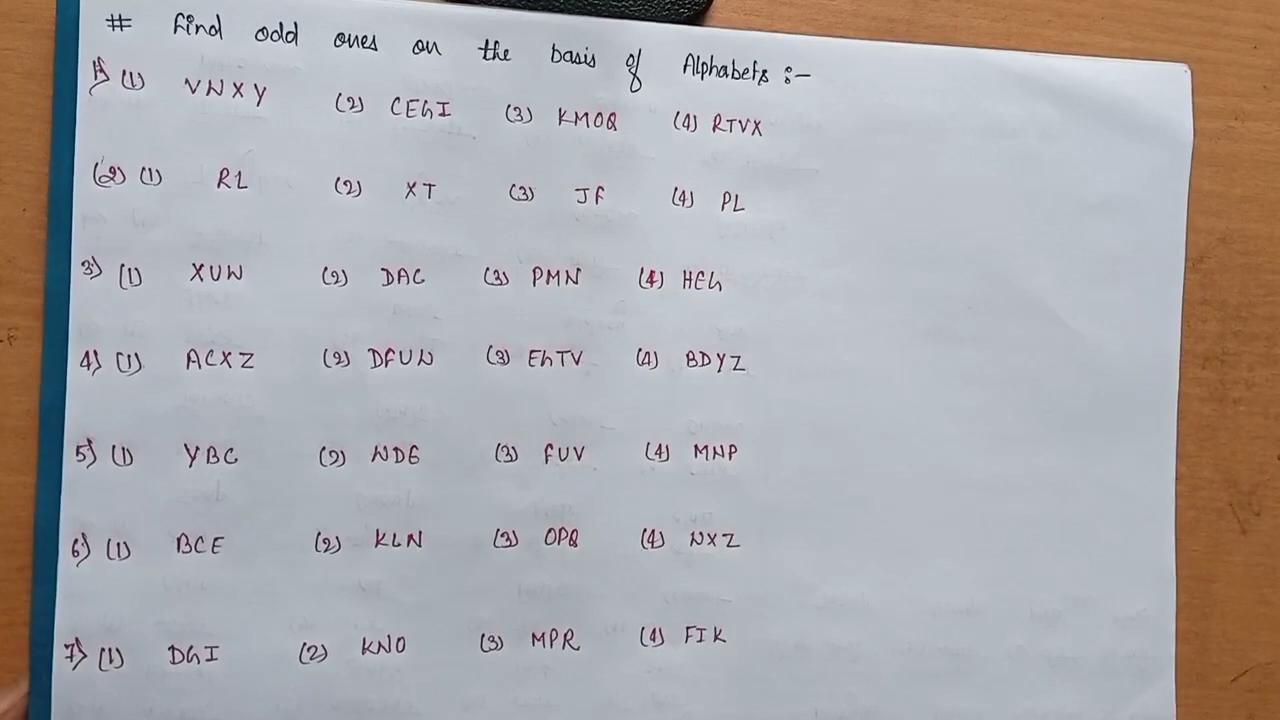 # Find odd ones on the basis of Alphabets :-
1) (1) VWXY (2) CEGI (3) KMOQ (4) RTVX
(2) (1) RL (2) XT (3) JF (4) PL
3) (1) XUW (2) DAC (3) PMN (4) HEG
4) (1) ACXZ (2) DFUW (3) EGTV (4) BDYZ
5) (1) YBC (2) WDE (3) FUV (4) MNP
6) (1) BCE (2) KLN (3) OPQ (4) WXZ
7) (1) DGI (2) KNO (3) MPR (4) FIK